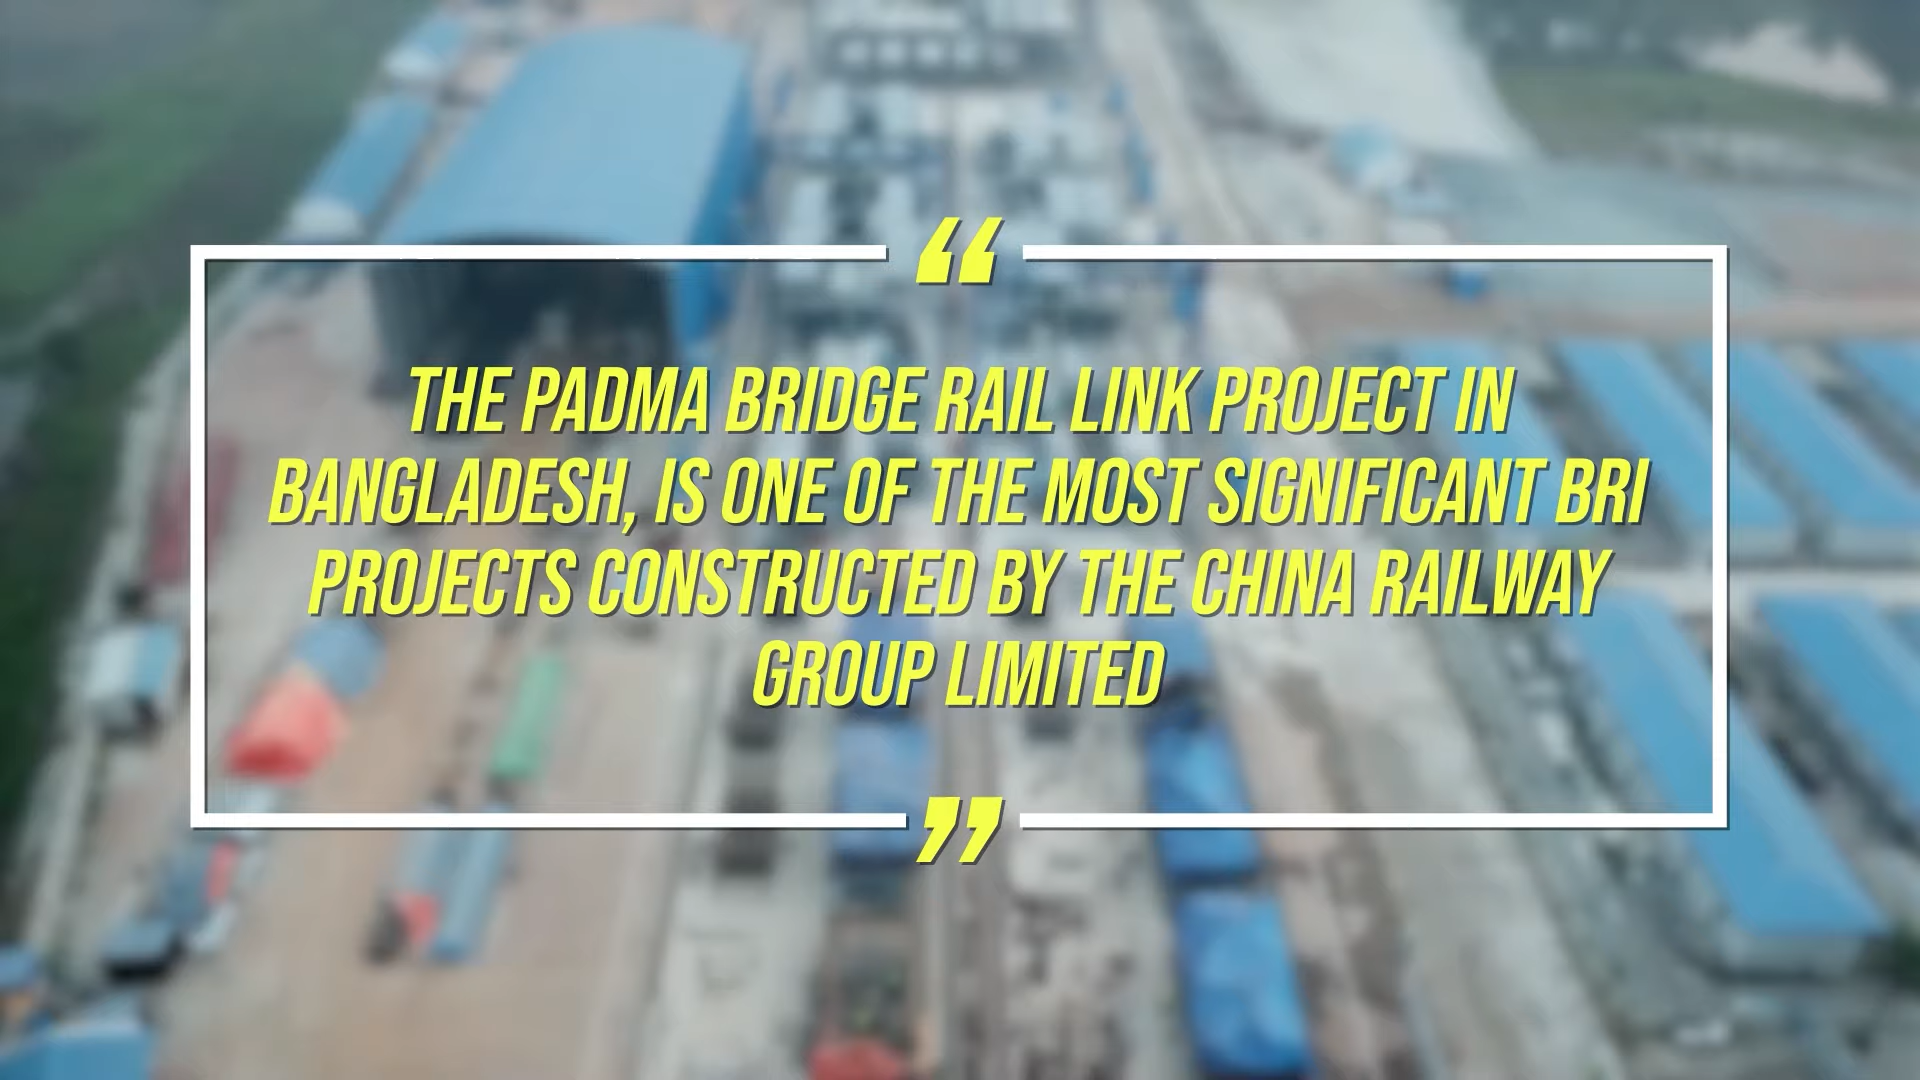 “
THE PADMA BRIDGE RAIL LINK PROJECT IN
BANGLADESH, IS ONE OF THE MOST SIGNIFICANT BRI
PROJECTS CONSTRUCTED BY THE CHINA RAILWAY
GROUP LIMITED
”